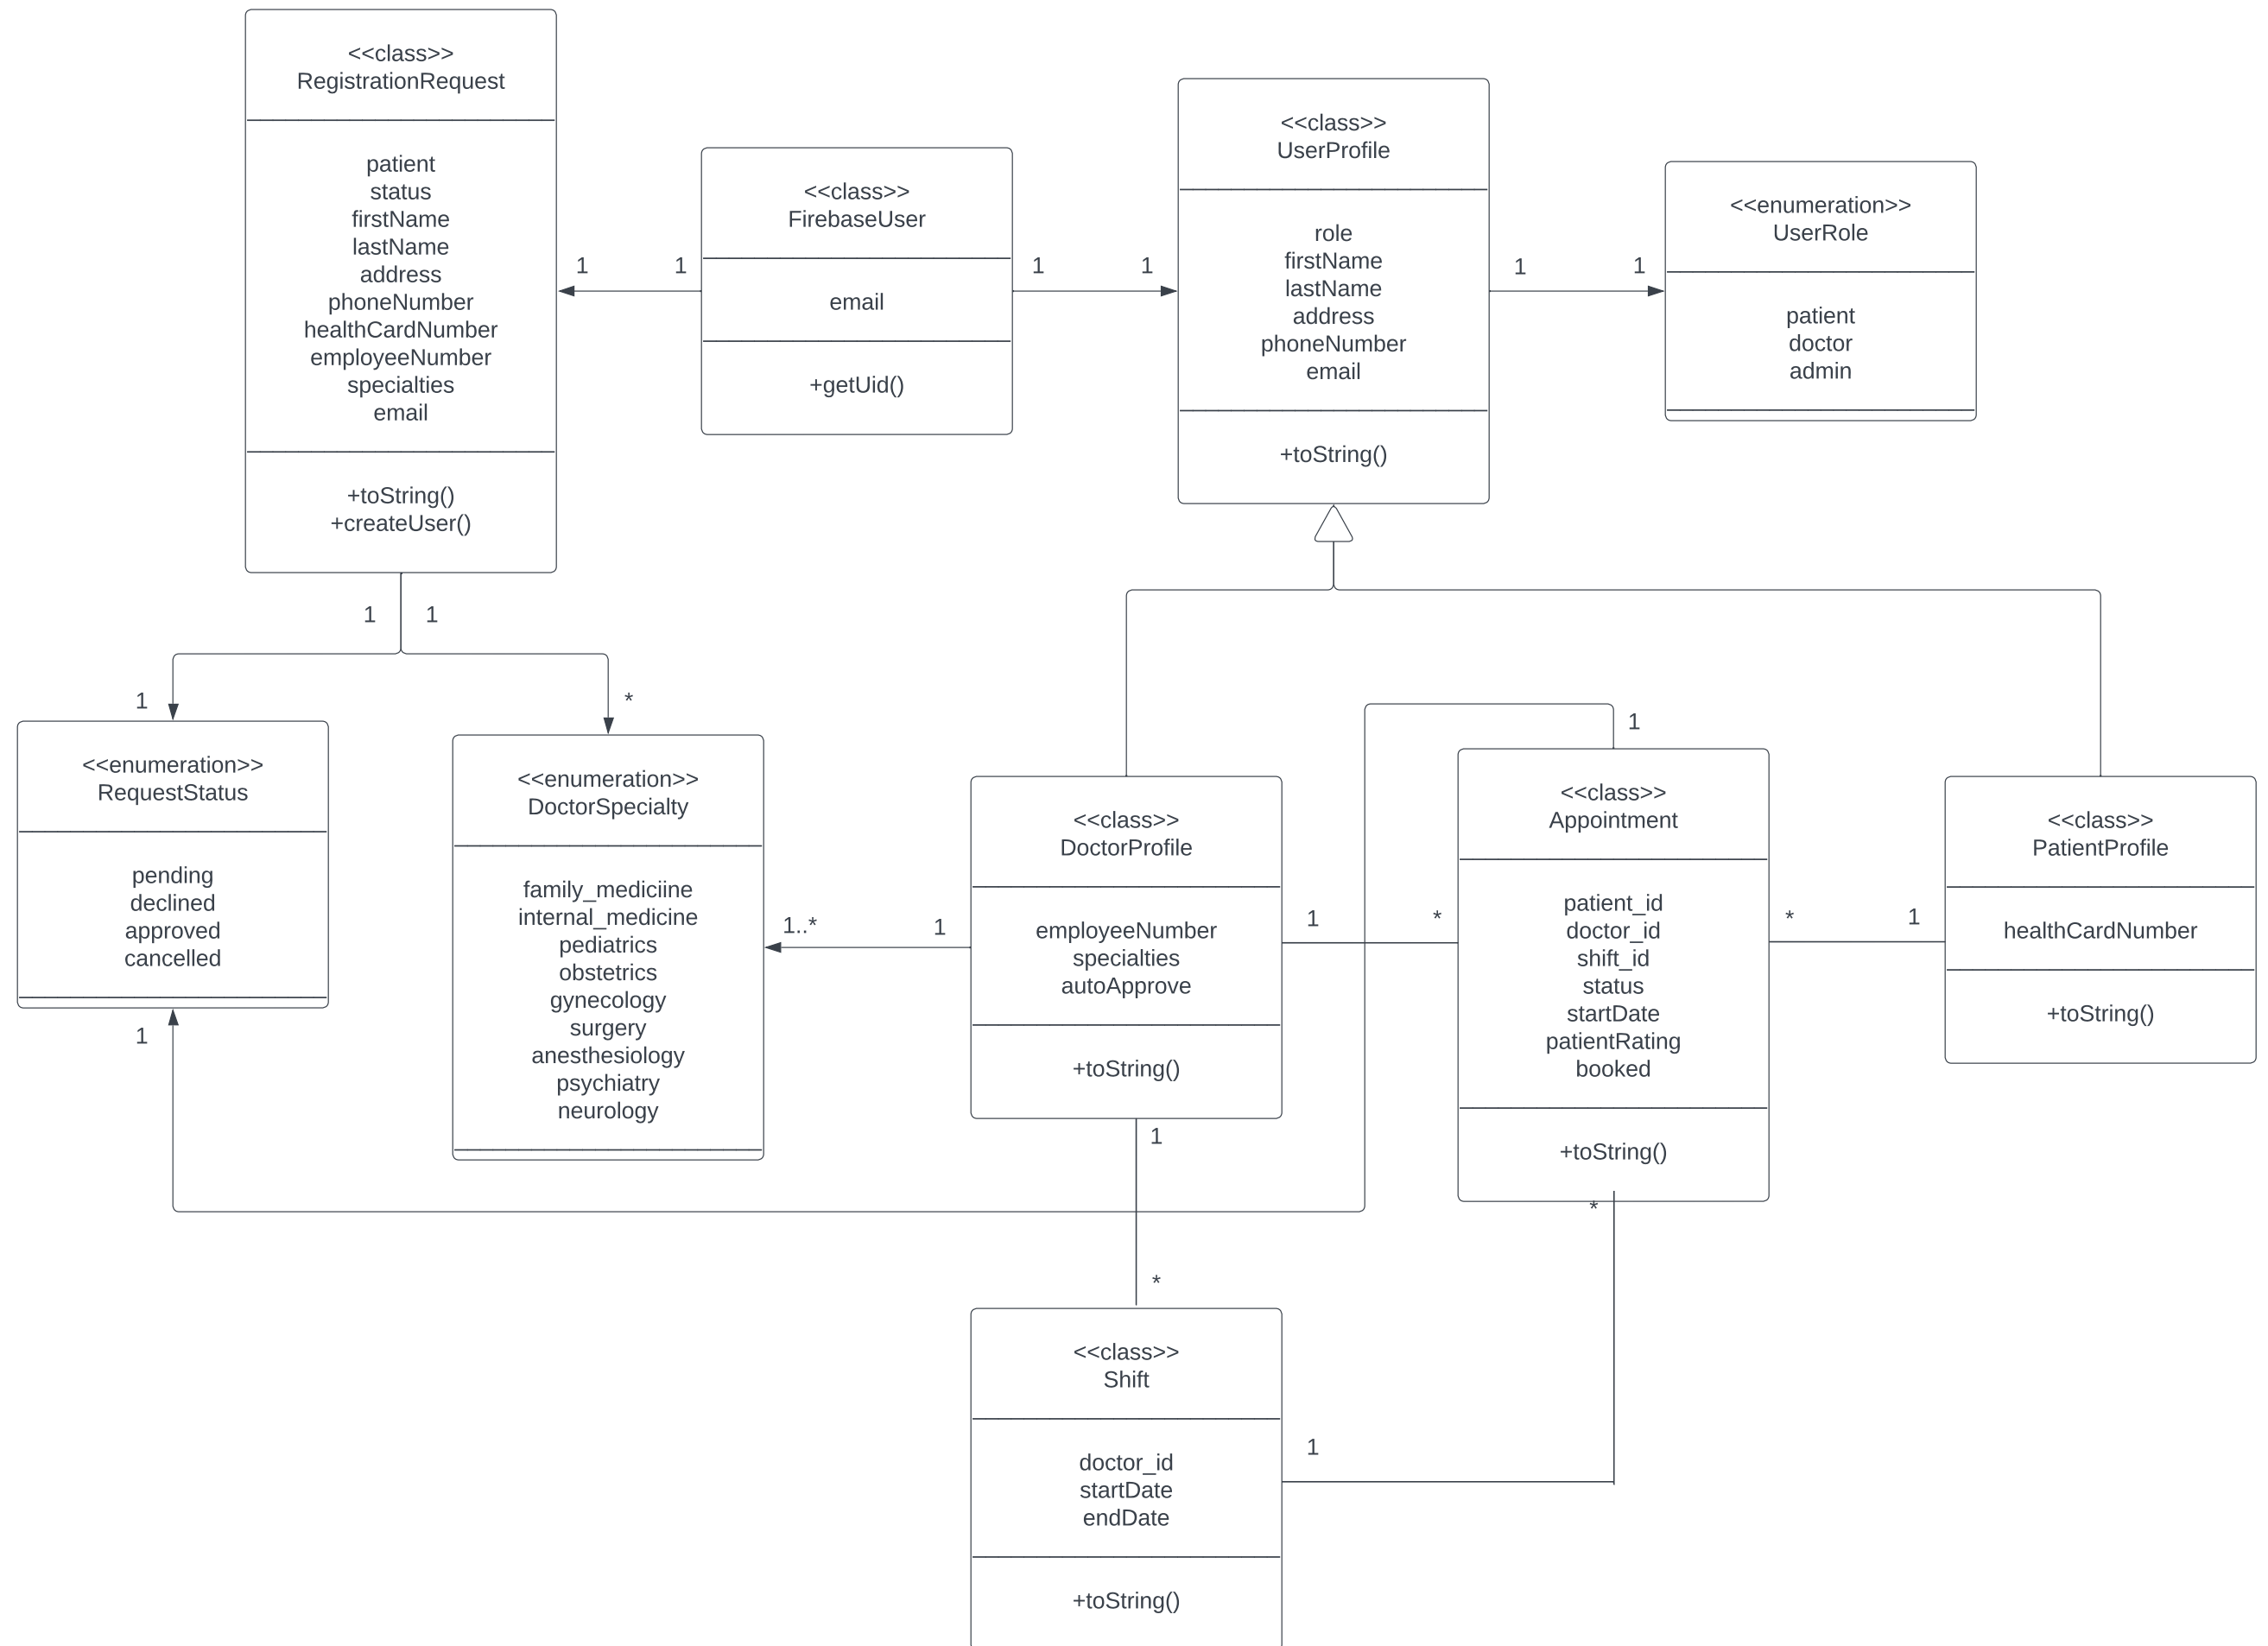 <<class>>
RegistrationRequest
patient
status
firstName
lastName
address
phoneNumber
healthCardNumber
employeeNumber
specialties
email
+toString()
+createUser()
1
1
<<class>>
FirebaseUser
email
+getUid()
1
1
<<class>>
UserProfile
role
firstName
lastName
address
phoneNumber
email
+toString()
1
1
<<enumeration>>
UserRole
patient
doctor
admin
1
1
1
*
<<enumeration>>
RequestStatus
pending
declined
approved
cancelled
1
<<enumeration>>
DoctorSpecialty
family_mediciine
internal_medicine
pediatrics
obstetrics
gynecology
surgery
anesthesiology
psychiatry
neurology
1..*
1
<<class>>
DoctorProfile
employeeNumber
specialties
autoApprove
+toString()
1
*
1
<<class>>
Appointment
patient_id
doctor_id
shift_id
status
startDate
patientRating
booked
+toString()
*
1
<<class>>
PatientProfile
healthCardNumber
+toString()
1
*
*
<<class>>
Shift
doctor_id
startDate
endDate
+toString()
1